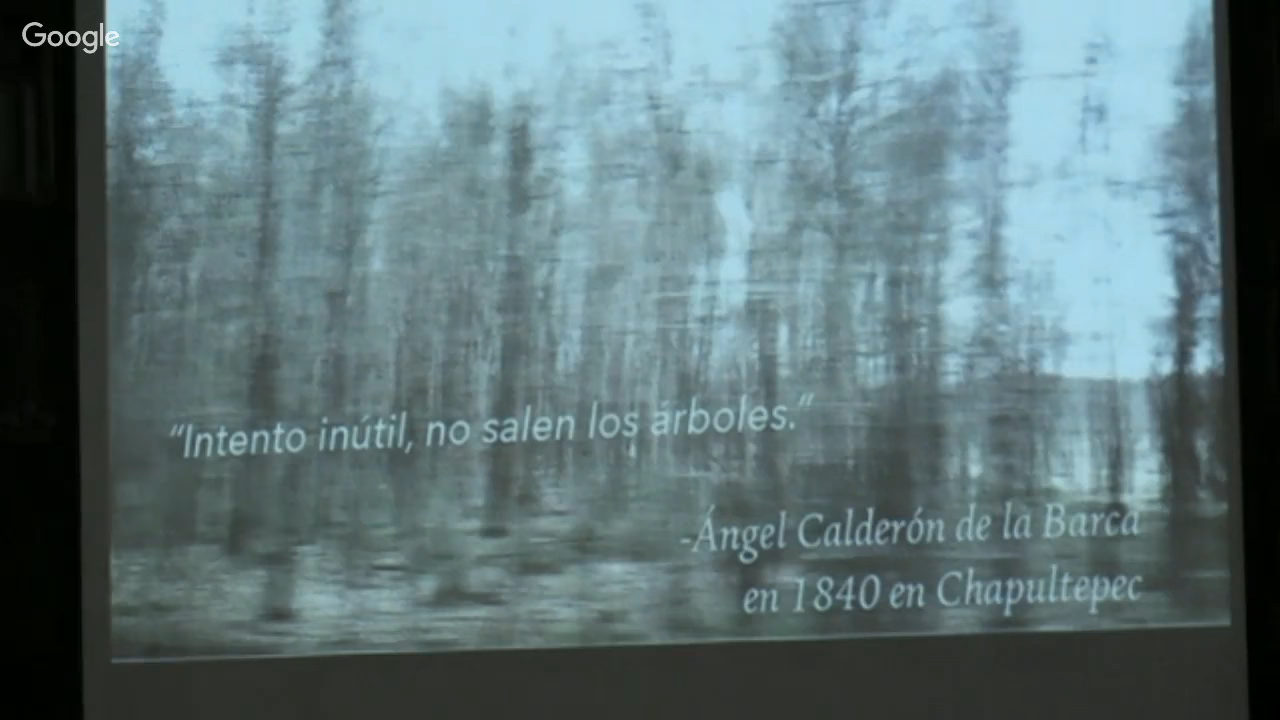 Google
“Intento inútil, no salen los árboles.”
-Ángel Calderón de la Barca
en 1840 en Chapultepec